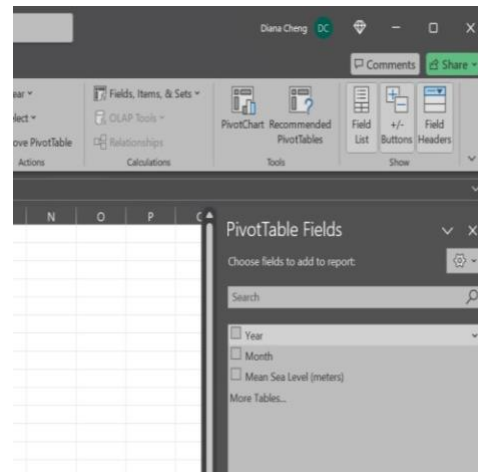 Diana Cheng DC
Comments Share
ear
Fields, Items, & Sets
lect
OLAP Tools
ove PivotTable
Relationships
PivotChart Recommended PivotTables
Field List +/- Buttons Field Headers
Actions Calculations Tools Show
N O P
PivotTable Fields
Choose fields to add to report:
Search
Year
Month
Mean Sea Level (meters)
More Tables...